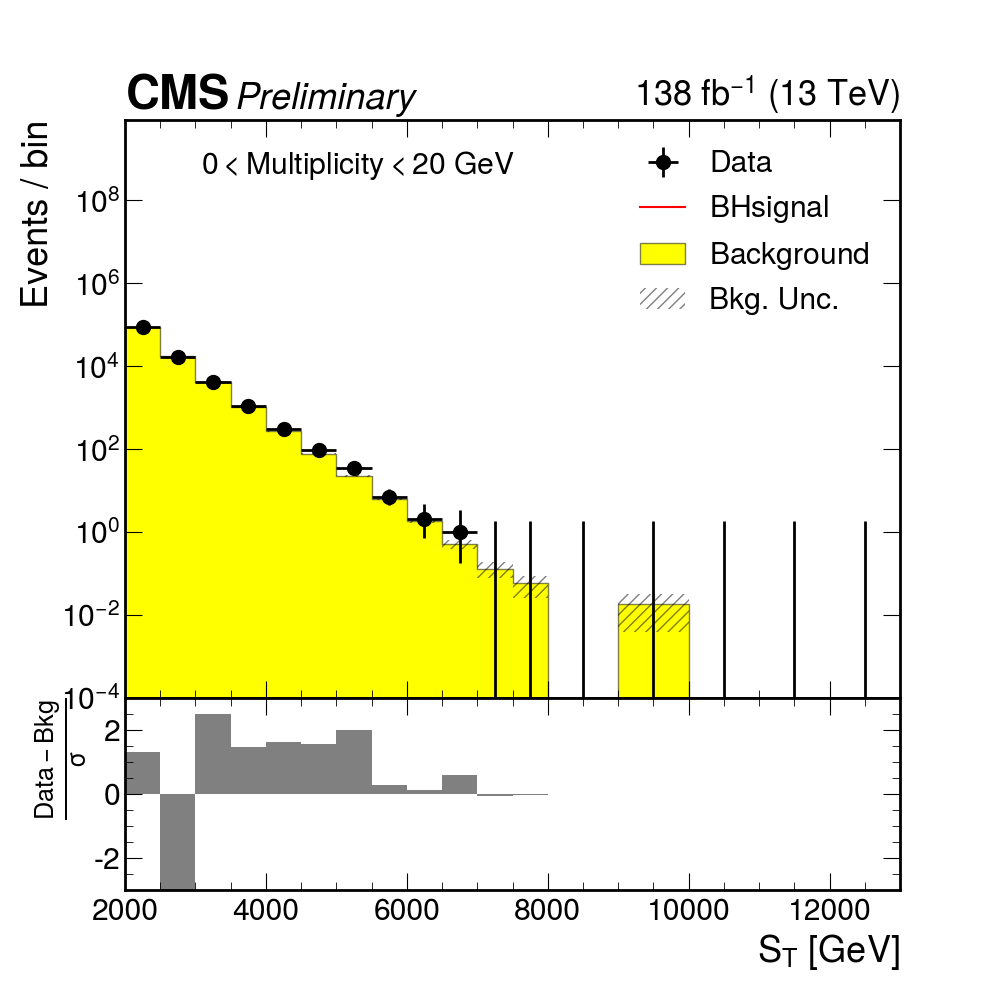 CMS Preliminary 138 fb⁻¹ (13 TeV)
Events / bin
0 < Multiplicity < 20 GeV
Data
BHsignal
Background
Bkg. Unc.
10⁸
10⁶
10⁴
10²
10⁰
10⁻²
10⁻⁴
Data – Bkg
σ
2
0
-2
2000 4000 6000 8000 10000 12000
S_T [GeV]